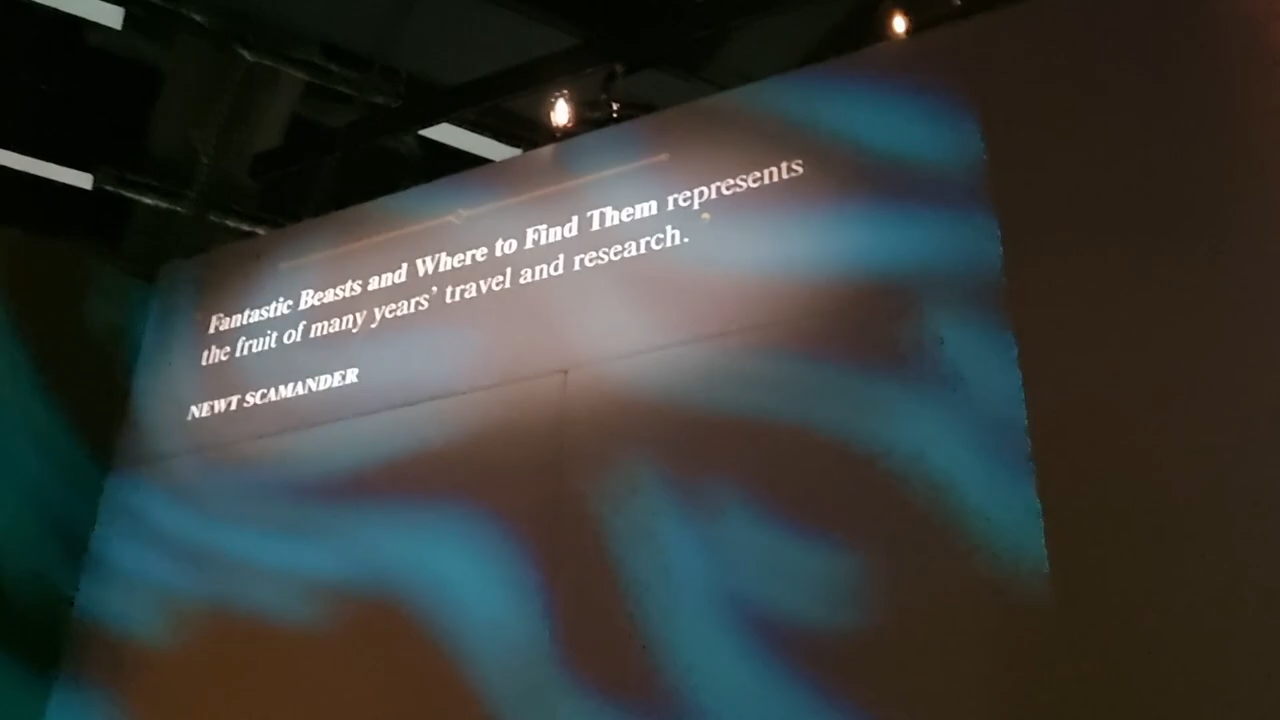 Fantastic Beasts and Where to Find Them represents
the fruit of many years’ travel and research.
NEWT SCAMANDER